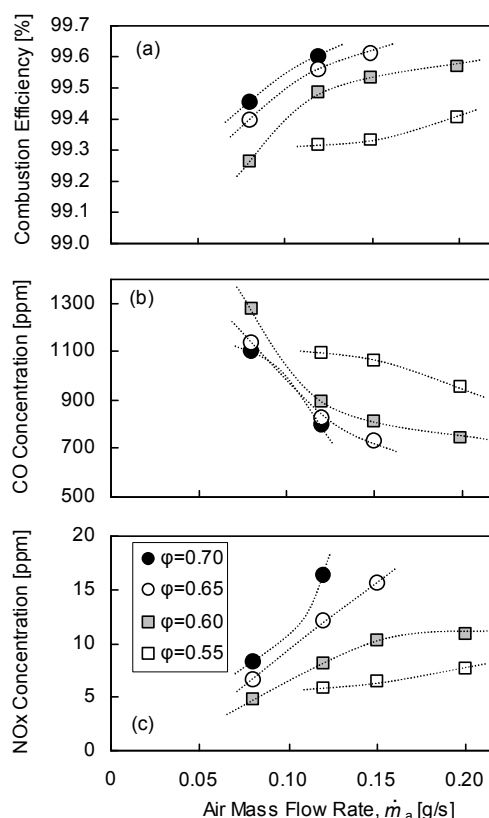 Combustion Efficiency [%]
99.7
99.6
99.5
99.4
99.3
99.2
99.1
99.0
(a)
CO Concentration [ppm]
1300
1100
900
700
500
(b)
NOx Concentration [ppm]
20
15
10
5
0
φ=0.70
φ=0.65
φ=0.60
φ=0.55
(c)
0 0.05 0.10 0.15 0.20
Air Mass Flow Rate, ṁ a [g/s]